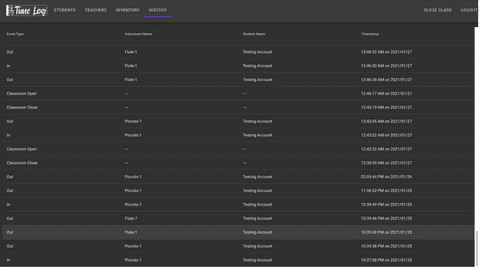 Time Log STUDENTS TEACHERS INVENTORY HISTORY CLOSE CLASS LOGOUT
Event Type Instrument Name Student Name Timestamp
Out Flute-1 Testing Account 12:46:32 AM on 2021/01/27
In Flute-1 Testing Account 12:46:30 AM on 2021/01/27
Out Flute-1 Testing Account 12:46:28 AM on 2021/01/27
Classroom Open — — 12:46:17 AM on 2021/01/27
Classroom Close — — 12:43:19 AM on 2021/01/27
Out Piccolo-1 Testing Account 12:43:05 AM on 2021/01/27
In Piccolo-1 Testing Account 12:43:02 AM on 2021/01/27
Classroom Open — — 12:42:32 AM on 2021/01/27
Classroom Close — — 12:30:59 AM on 2021/01/27
Out Piccolo-1 Testing Account 02:05:44 PM on 2021/01/26
Out Piccolo-1 Testing Account 11:36:52 PM on 2021/01/25
In Piccolo-1 Testing Account 10:39:49 PM on 2021/01/25
Out Flute-7 Testing Account 10:39:46 PM on 2021/01/25
Out Flute-1 Testing Account 10:39:42 PM on 2021/01/25
Out Piccolo-1 Testing Account 10:39:38 PM on 2021/01/25
In Piccolo-1 Testing Account 10:37:08 PM on 2021/01/25